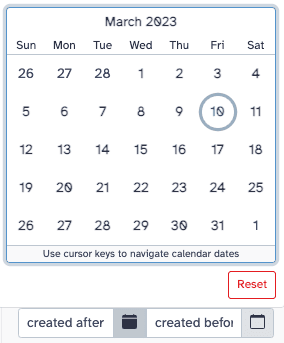 March 2023
Sun Mon Tue Wed Thu Fri Sat
26 27 28 1 2 3 4
5 6 7 8 9 10 11
12 13 14 15 16 17 18
19 20 21 22 23 24 25
26 27 28 29 30 31 1
Use cursor keys to navigate calendar dates
Reset
created after created befor